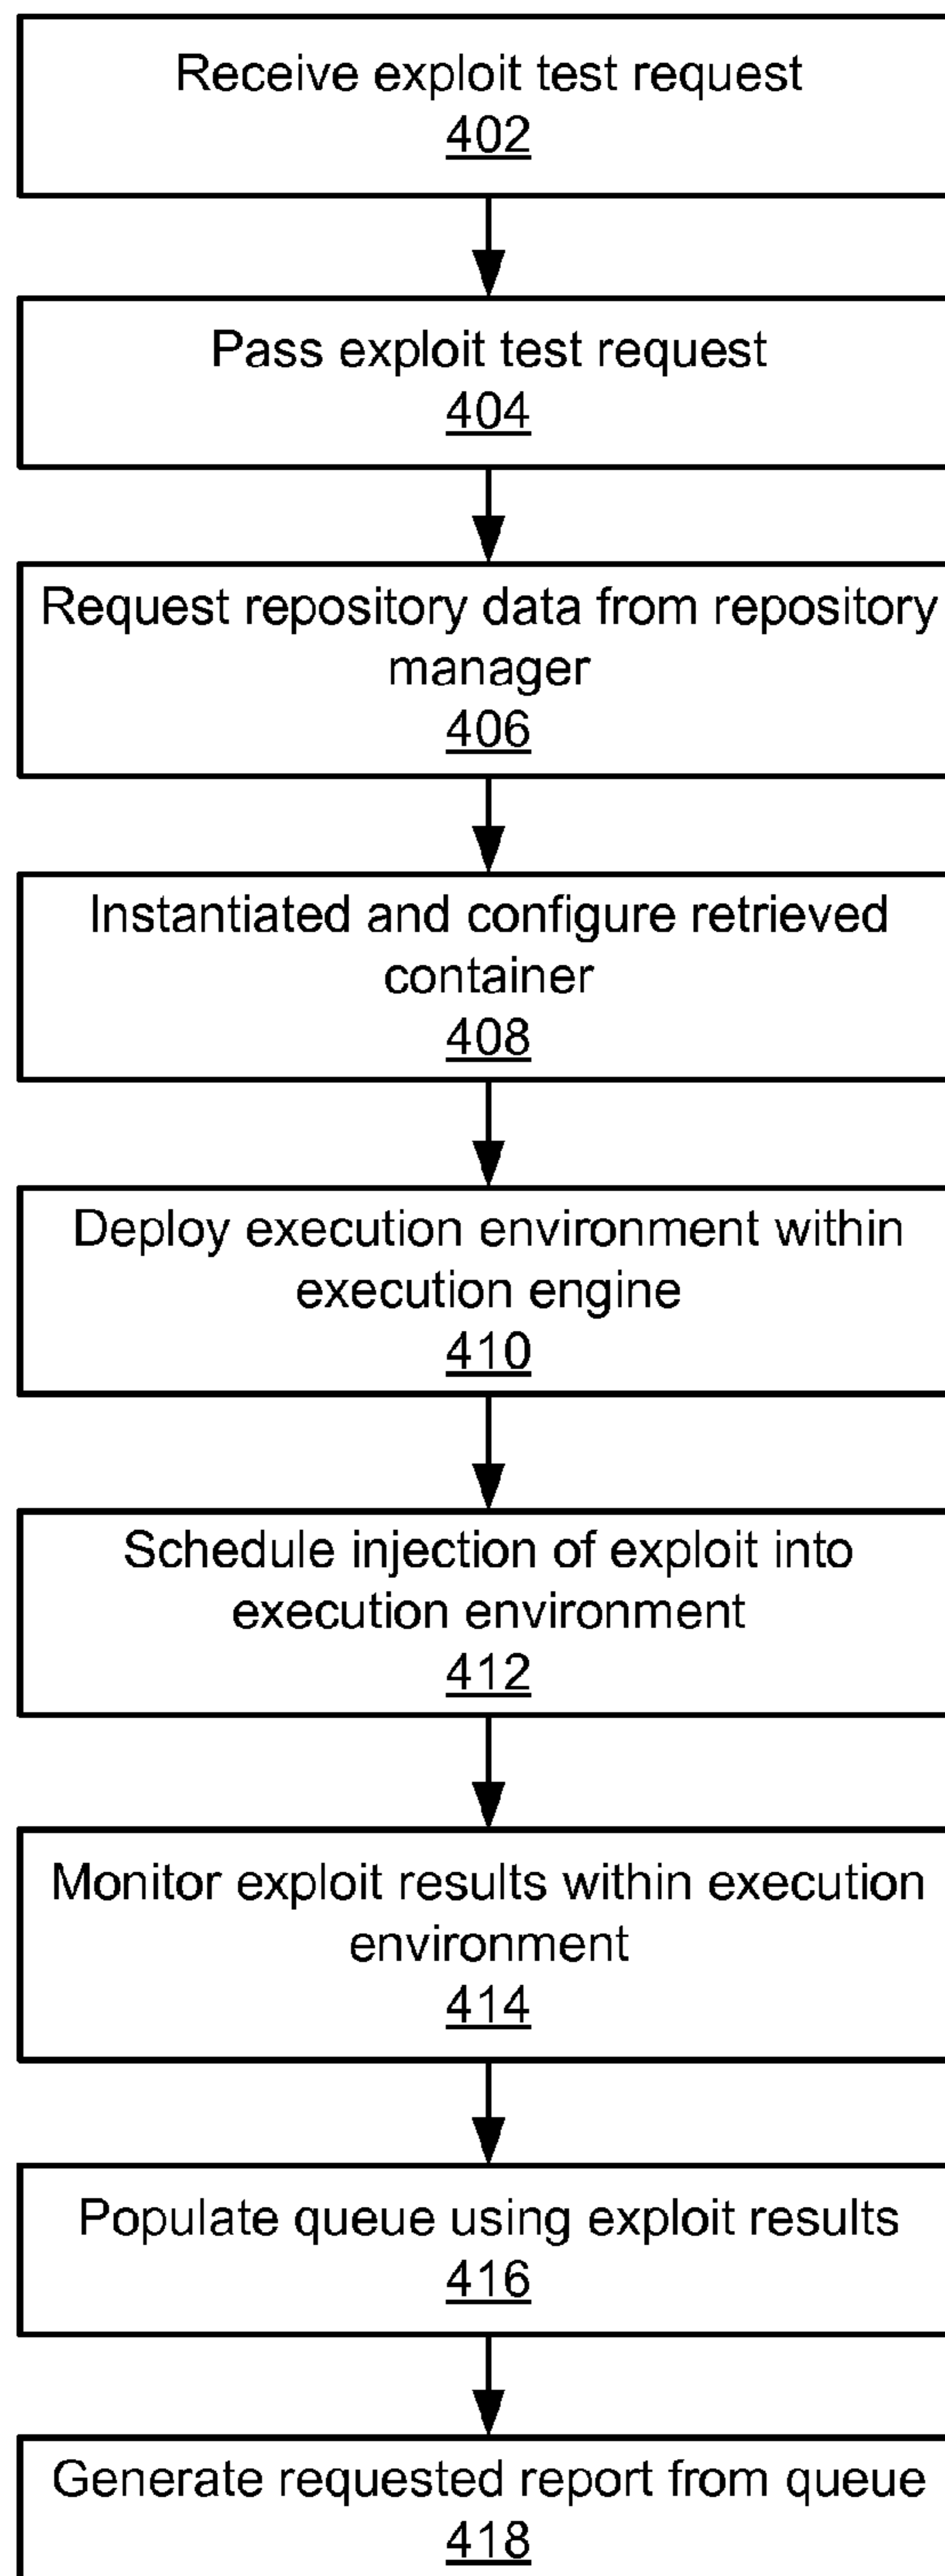 Receive exploit test request
402
Pass exploit test request
404
Request repository data from repository
manager
406
Instantiated and configure retrieved
container
408
Deploy execution environment within
execution engine
410
Schedule injection of exploit into
execution environment
412
Monitor exploit results within execution
environment
414
Populate queue using exploit results
416
Generate requested report from queue
418